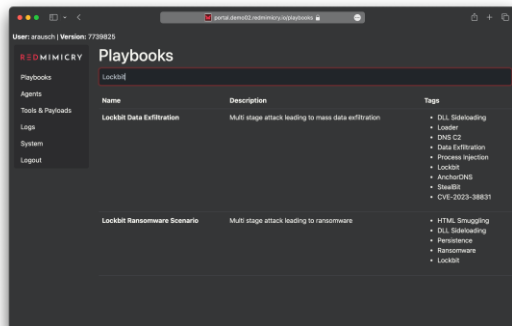 portal.demo02.redmimicry.io/playbooks
User: arausch | Version: 7739825
REDMIMICRY
Playbooks
Agents
Tools & Payloads
Logs
System
Logout
Playbooks
Lockbit
Name Description Tags
Lockbit Data Exfiltration Multi stage attack leading to mass data exfiltration
• DLL Sideloading
• Loader
• DNS C2
• Data Exfiltration
• Process Injection
• Lockbit
• AnchorDNS
• StealBit
• CVE-2023-38831
Lockbit Ransomware Scenario Multi stage attack leading to ransomware
• HTML Smuggling
• DLL Sideloading
• Persistence
• Ransomware
• Lockbit